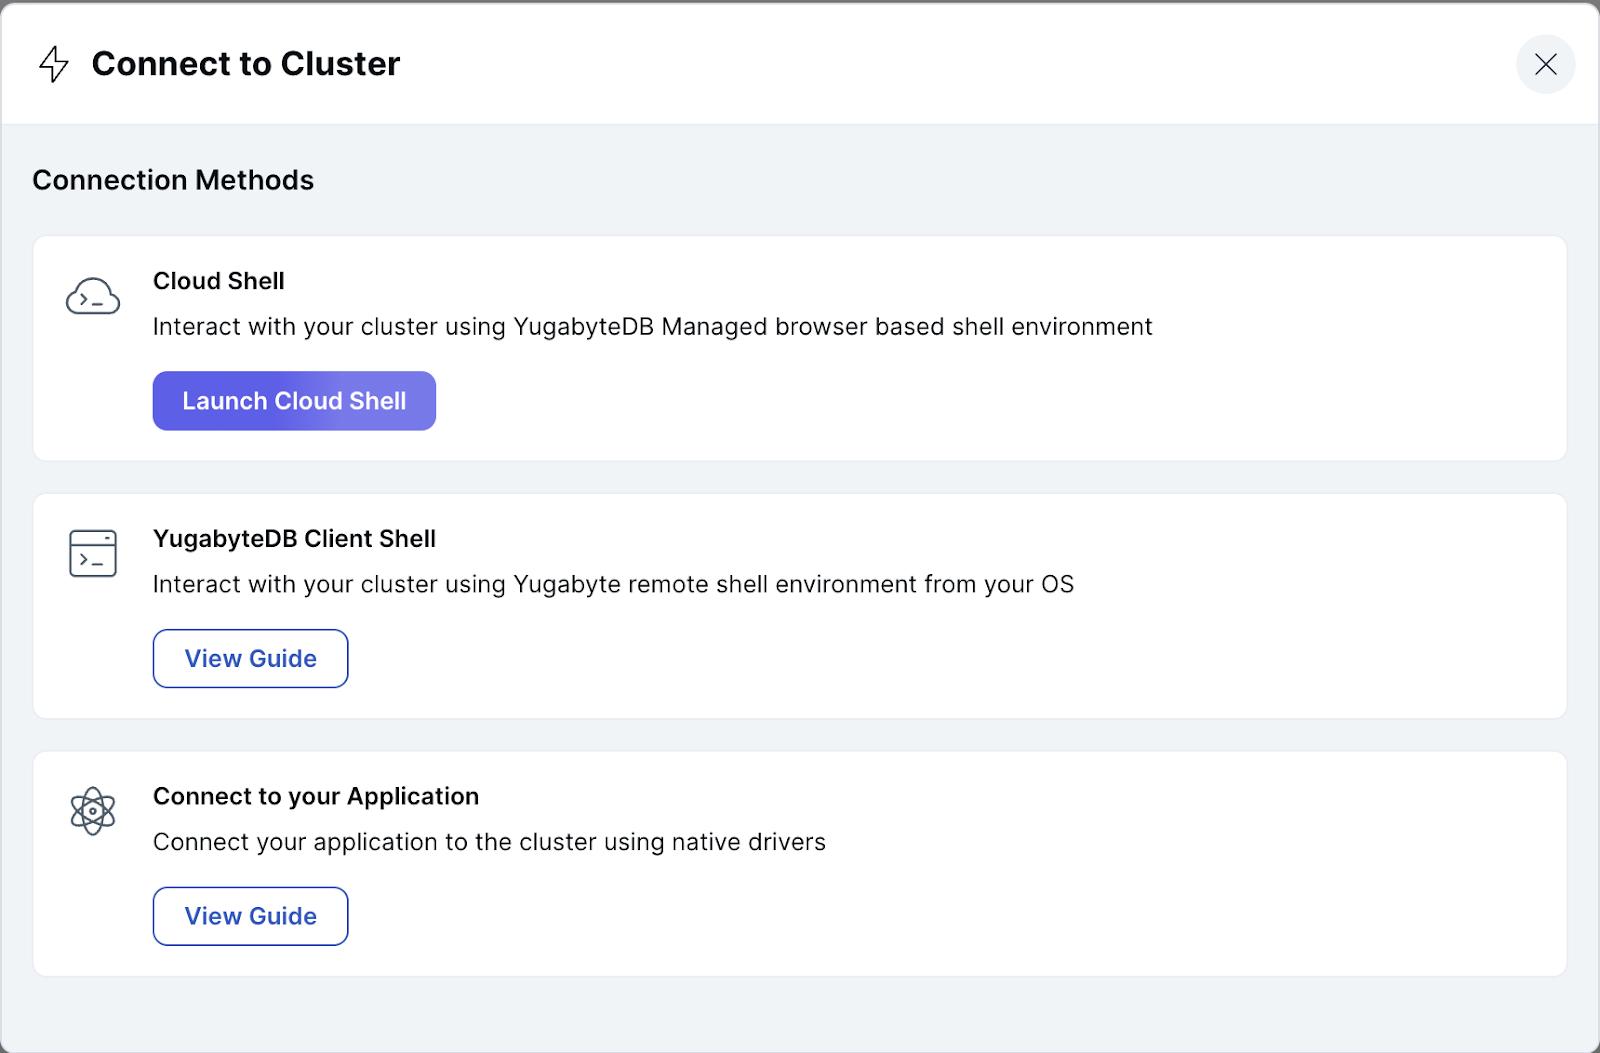 Connect to Cluster
Connection Methods
Cloud Shell
Interact with your cluster using YugabyteDB Managed browser based shell environment
Launch Cloud Shell
YugabyteDB Client Shell
Interact with your cluster using Yugabyte remote shell environment from your OS
View Guide
Connect to your Application
Connect your application to the cluster using native drivers
View Guide